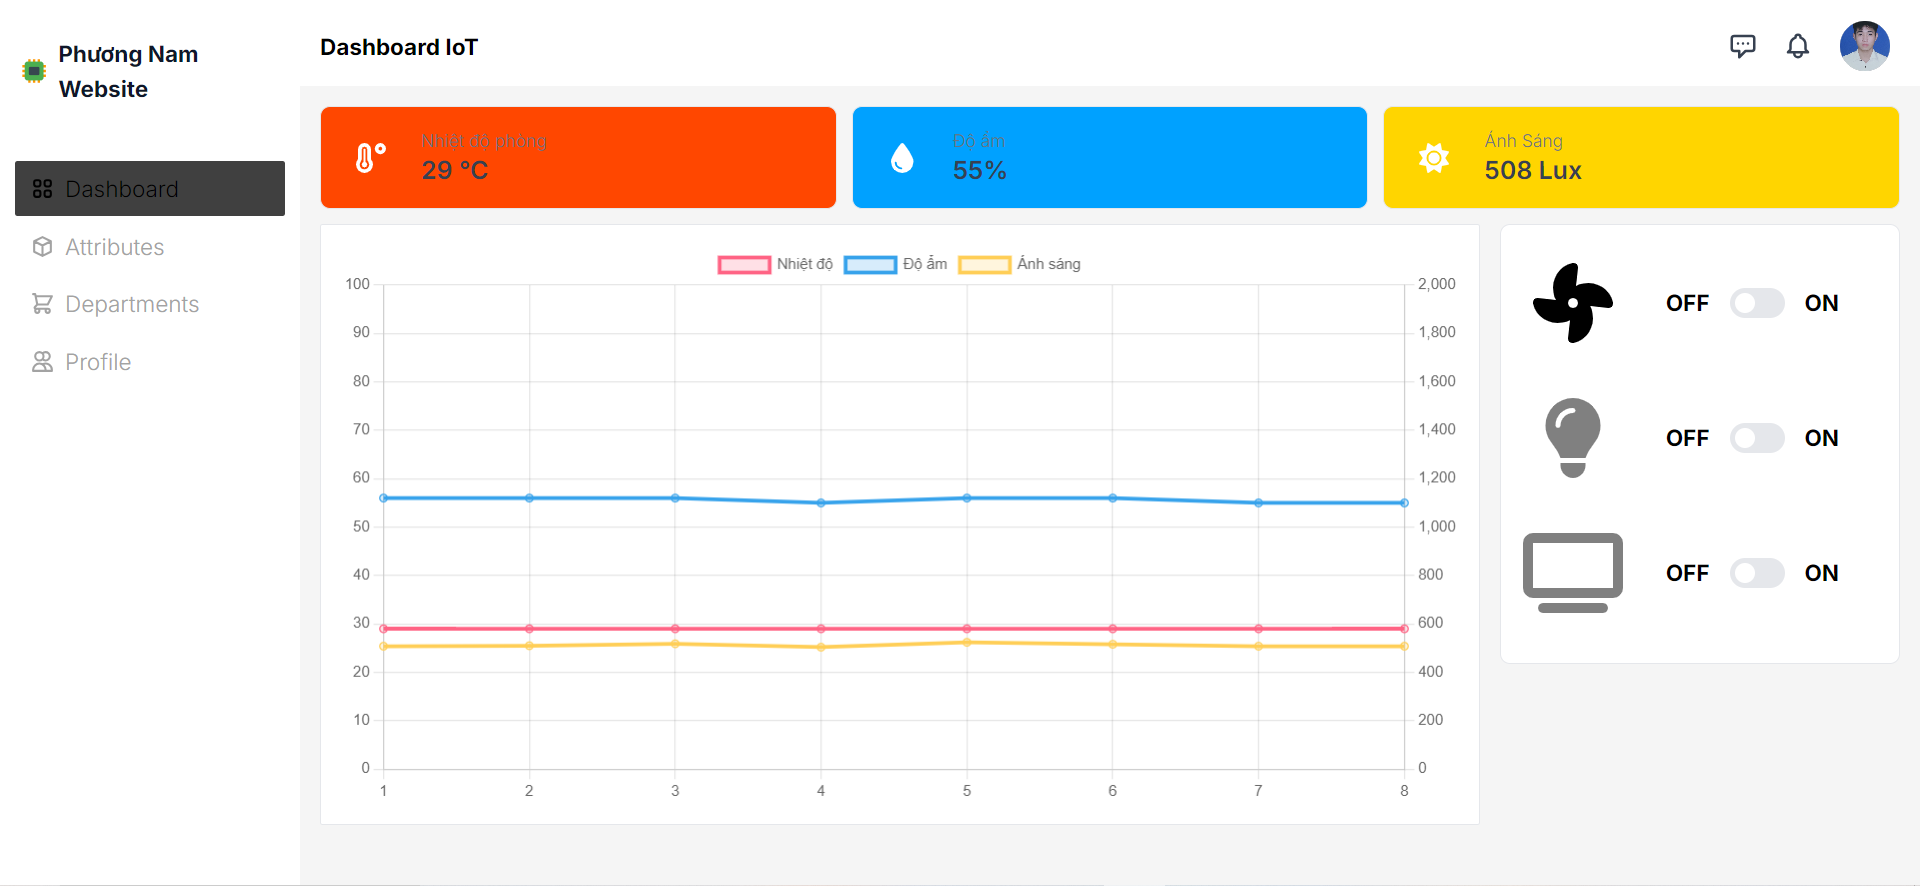 Phương Nam
Website
Dashboard IoT
Dashboard
Attributes
Departments
Profile
Nhiệt độ phòng
29 °C
Độ ẩm
55%
Ánh Sáng
508 Lux
Nhiệt độ
Độ ẩm
Ánh sáng
100
90
80
70
60
50
40
30
20
10
0
2,000
1,800
1,600
1,400
1,200
1,000
800
600
400
200
0
1 2 3 4 5 6 7 8
OFF ON
OFF ON
OFF ON